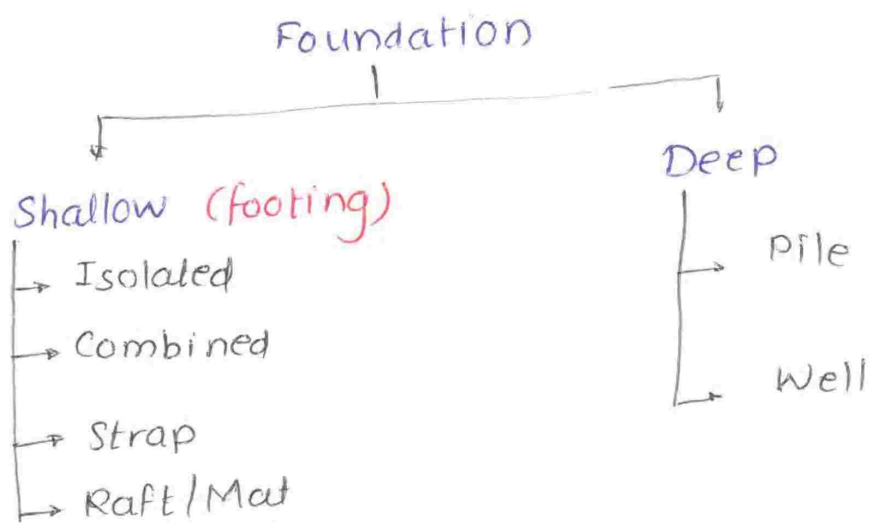 Foundation
Shallow (footing)
Isolated
Combined
Strap
Raft/Mat
Deep
Pile
Well